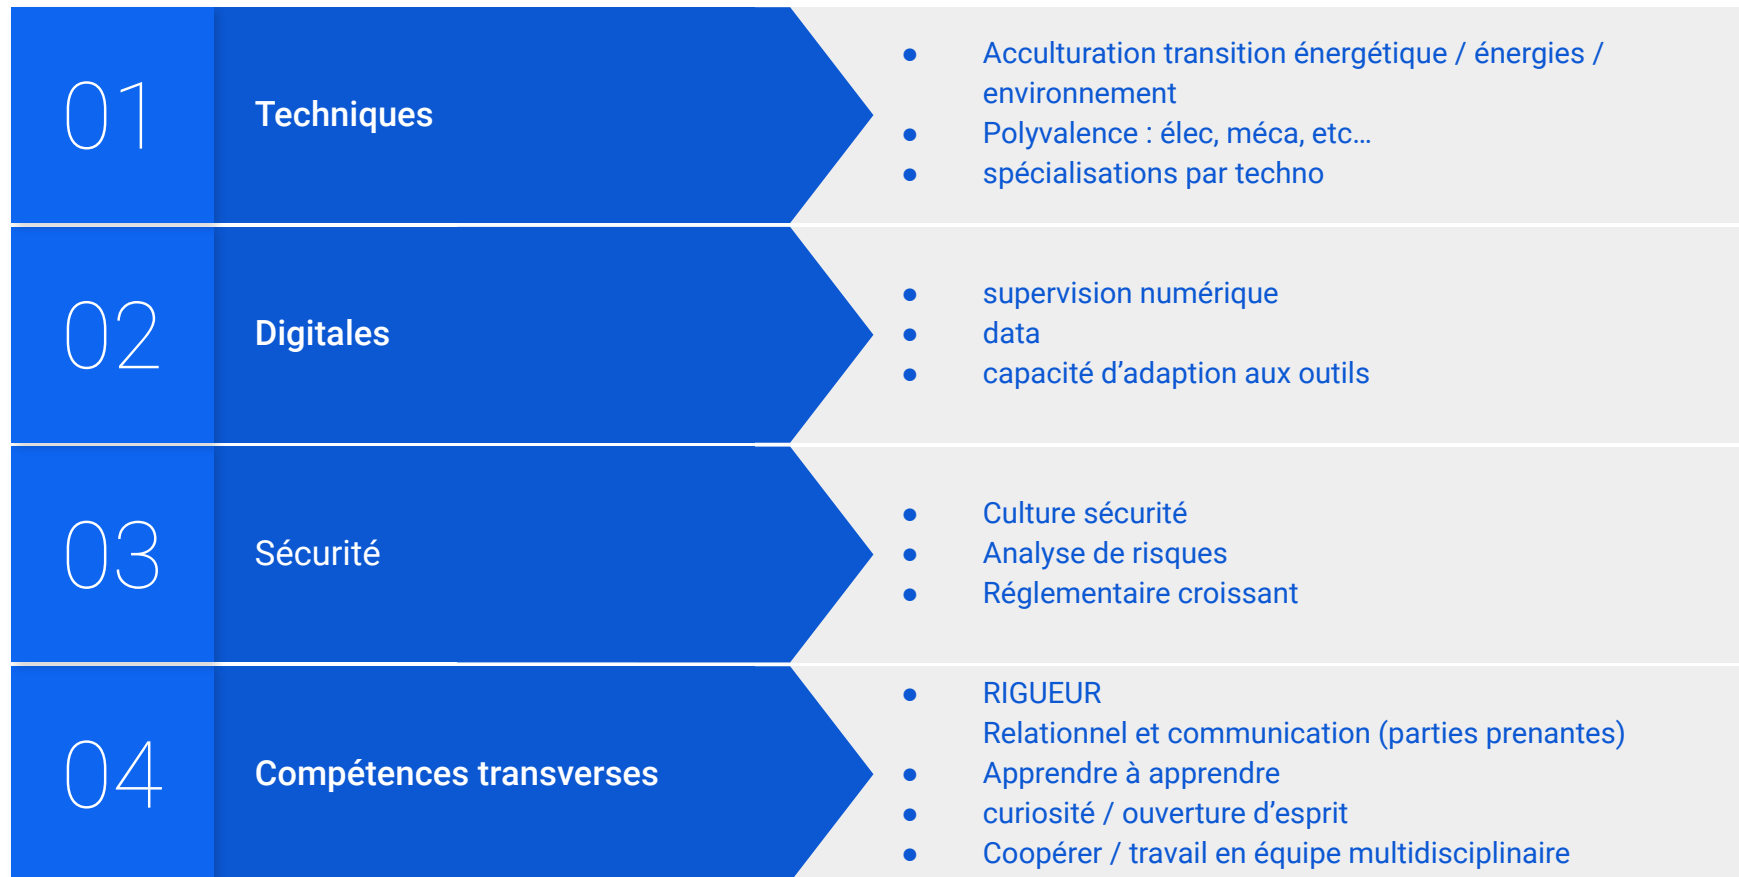 01
Techniques
● Acculturation transition énergétique / énergies /
environnement
● Polyvalence : élec, méca, etc…
● spécialisations par techno
02
Digitales
● supervision numérique
● data
● capacité d’adaption aux outils
03
Sécurité
● Culture sécurité
● Analyse de risques
● Réglementaire croissant
04
Compétences transverses
● RIGUEUR
Relationnel et communication (parties prenantes)
● Apprendre à apprendre
● curiosité / ouverture d’esprit
● Coopérer / travail en équipe multidisciplinaire